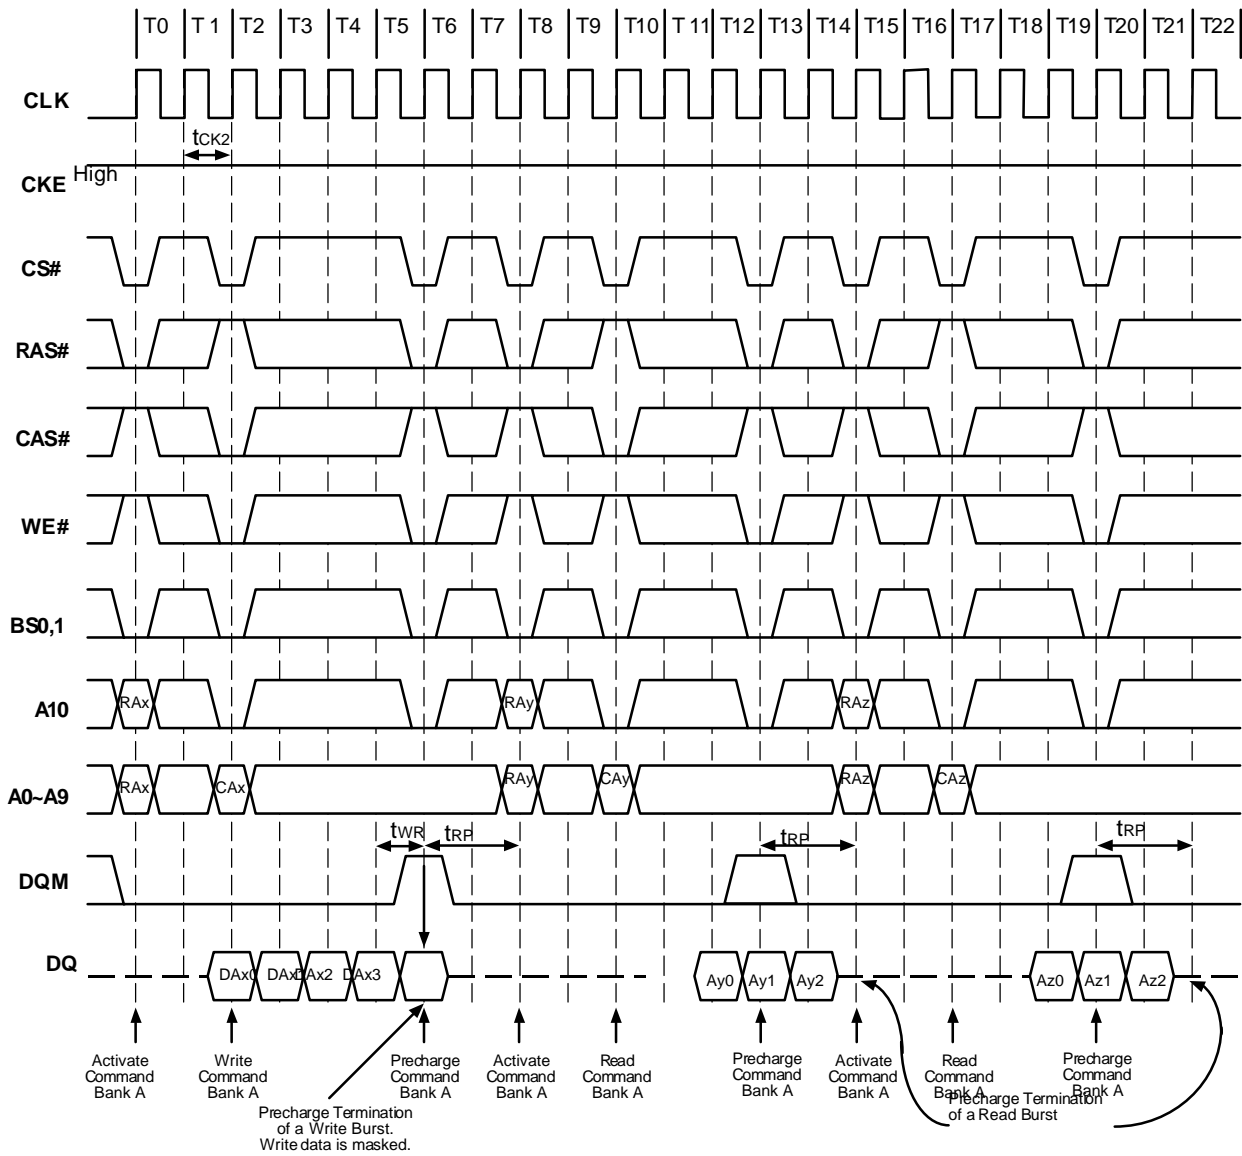 T0 T 1 T2 T3 T4 T5 T6 T7 T8 T9 T10 T 11 T12 T13 T14 T15 T16 T17 T18 T19 T20 T21 T22
CLK
tCK2
High
CKE
CS#
RAS#
CAS#
WE#
BS0,1
A10 RAx RAy RAz
A0~A9 RAx CAx RAy CAy RAz CAz
tWR tRP tRP tRP
DQM
DQ DAx0 DAx1 DAx2 DAx3 Ay0 Ay1 Ay2 Az0 Az1 Az2
Activate
Command
Bank A
Write
Command
Bank A
Precharge
Command
Bank A
Activate
Command
Bank A
Read
Command
Bank A
Precharge
Command
Bank A
Activate
Command
Bank A
Read
Command
Bank A
Precharge
Command
Bank A
Precharge Termination
of a Write Burst.
Write data is masked.
Precharge Termination
of a Read Burst